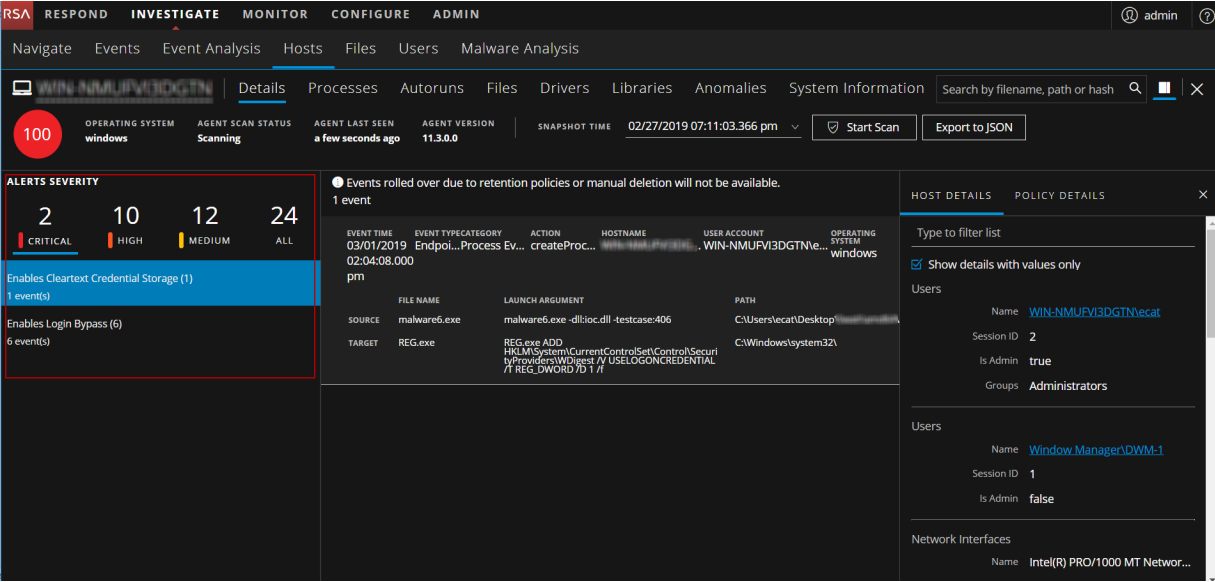 RSA RESPOND INVESTIGATE MONITOR CONFIGURE ADMIN admin ?
Navigate Events Event Analysis Hosts Files Users Malware Analysis
Details Processes Autoruns Files Drivers Libraries Anomalies System Information Search by filename, path or hash
100
OPERATING SYSTEM AGENT SCAN STATUS AGENT LAST SEEN AGENT VERSION
windows Scanning a few seconds ago 11.3.0.0
SNAPSHOT TIME 02/27/2019 07:11:03.366 pm Start Scan Export to JSON
ALERTS SEVERITY
2 10 12 24
CRITICAL HIGH MEDIUM ALL
Enables Cleartext Credential Storage (1)
1 event(s)
Enables Login Bypass (6)
6 event(s)
Events rolled over due to retention policies or manual deletion will not be available.
1 event
EVENT TIME EVENT TYPE CATEGORY ACTION HOSTNAME USER ACCOUNT OPERATING
SYSTEM
03/01/2019 Endpoi... Process Ev... createProc... WIN-NMUFVI3DGTN\e... windows
02:04:08.000
pm
FILE NAME LAUNCH ARGUMENT PATH
SOURCE malware6.exe malware6.exe -dll:ioc.dll -testcase:406 C:\Users\ecat\Desktop\
TARGET REG.exe REG.exe ADD C:\Windows\system32\
HKLM\System\CurrentControlSet\Control\Securi
tyProviders\WDigest /V USELOGONCREDENTIAL
/T REG_DWORD /D 1 /f
HOST DETAILS POLICY DETAILS
Type to filter list
Show details with values only
Users
Name WIN-NMUFVI3DGTN\ecat
Session ID 2
Is Admin true
Groups Administrators
Users
Name Window Manager\DWM-1
Session ID 1
Is Admin false
Network Interfaces
Name Intel(R) PRO/1000 MT Networ...